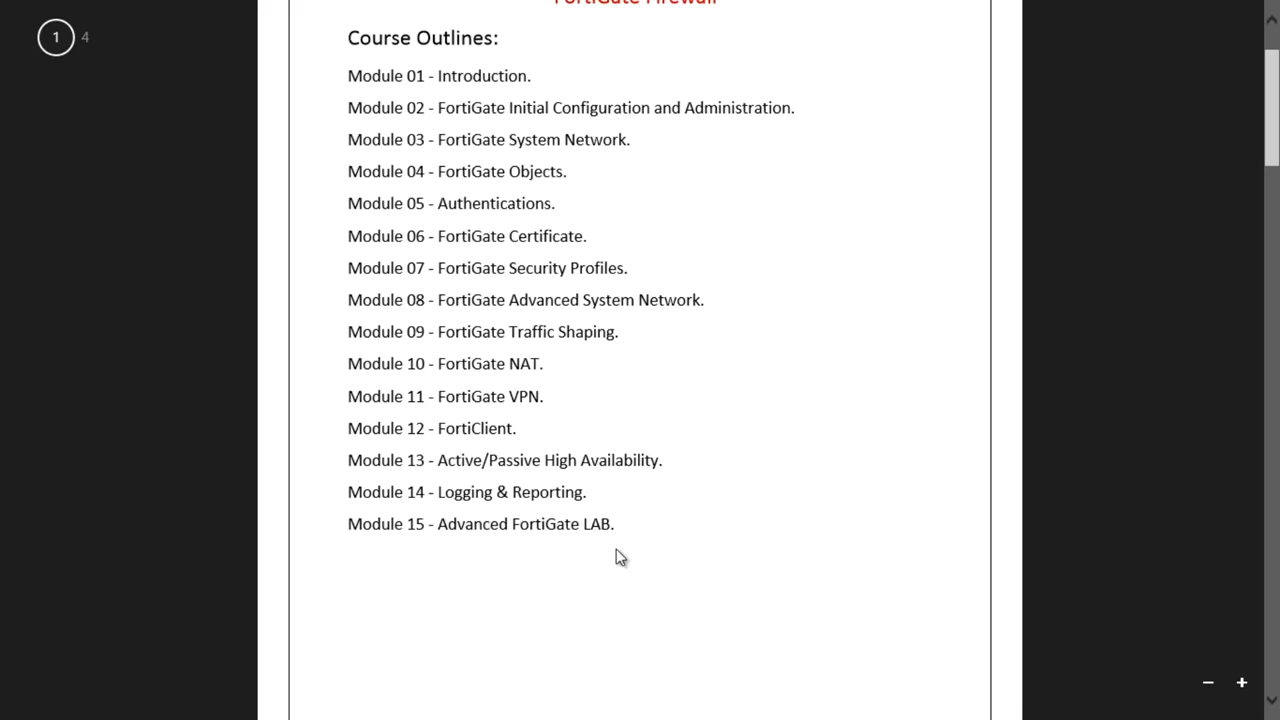 1 4
FortiGate Firewall
Course Outlines:
Module 01 - Introduction.
Module 02 - FortiGate Initial Configuration and Administration.
Module 03 - FortiGate System Network.
Module 04 - FortiGate Objects.
Module 05 - Authentications.
Module 06 - FortiGate Certificate.
Module 07 - FortiGate Security Profiles.
Module 08 - FortiGate Advanced System Network.
Module 09 - FortiGate Traffic Shaping.
Module 10 - FortiGate NAT.
Module 11 - FortiGate VPN.
Module 12 - FortiClient.
Module 13 - Active/Passive High Availability.
Module 14 - Logging & Reporting.
Module 15 - Advanced FortiGate LAB.